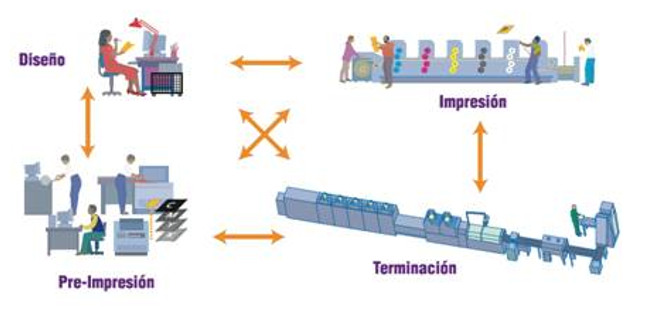 Diseño
Impresión
Pre-Impresión
Terminación